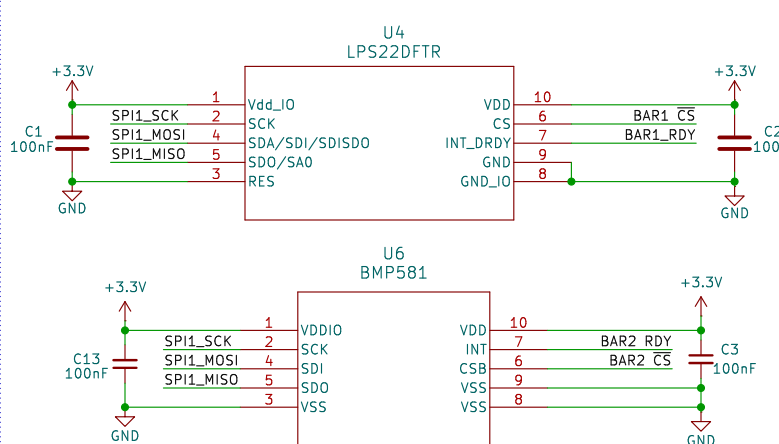 U4
LPS22DFTR
+3.3V
+3.3V
1
Vdd_IO
VDD
10
SPI1_SCK
2
SCK
CS
6
BAR1 CS
C1
100nF
SPI1_MOSI
4
SDA/SDI/SDISDO
INT_DRDY
7
BAR1_RDY
C2
100
SPI1_MISO
5
SDO/SA0
GND
9
3
RES
GND_IO
8
GND
GND
U6
BMP581
+3.3V
+3.3V
1
VDDIO
VDD
10
SPI1_SCK
2
SCK
INT
7
BAR2 RDY
C13
100nF
SPI1_MOSI
4
SDI
CSB
6
BAR2 CS
C3
100nF
SPI1_MISO
5
SDO
VSS
9
3
VSS
VSS
8
GND
GND